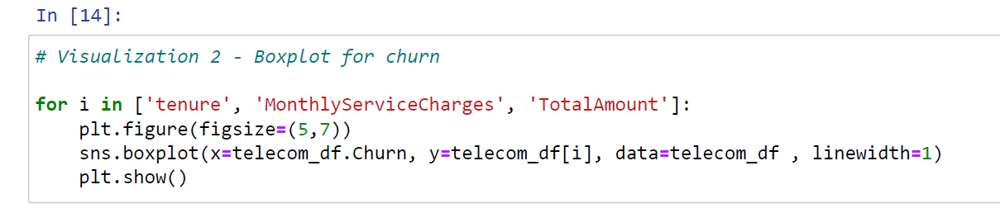 In [14]:
# Visualization 2 - Boxplot for churn
for i in ['tenure', 'MonthlyServiceCharges', 'TotalAmount']:
    plt.figure(figsize=(5,7))
    sns.boxplot(x=telecom_df.Churn, y=telecom_df[i], data=telecom_df , linewidth=1)
    plt.show()